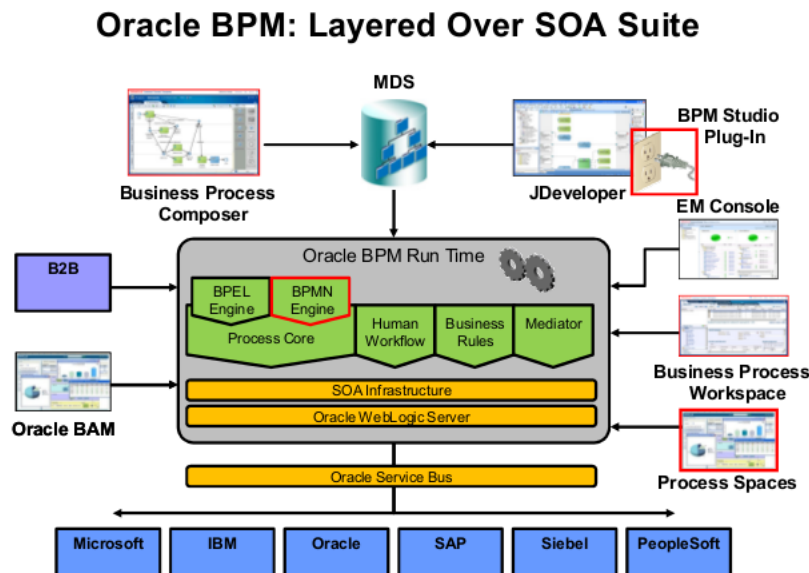 Oracle BPM: Layered Over SOA Suite
MDS
BPM Studio
Plug-In
Business Process
Composer
JDeveloper
EM Console
Oracle BPM Run Time
B2B
BPEL
Engine
BPMN
Engine
Process Core
Human
Workflow
Business
Rules
Mediator
Business Process
Workspace
SOA Infrastructure
Oracle WebLogic Server
Oracle BAM
Process Spaces
Oracle Service Bus
Microsoft
IBM
Oracle
SAP
Siebel
PeopleSoft